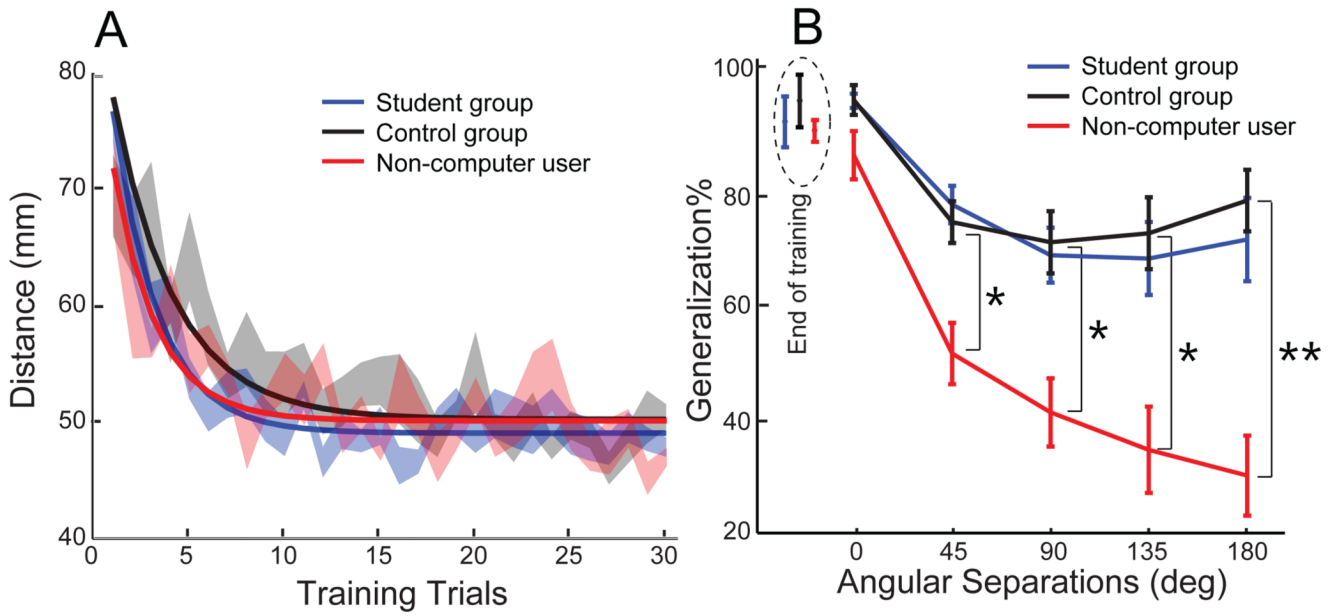 A
80
70
60
50
40
Distance (mm)
Student group
Control group
Non-computer user
0
5
10
15
20
25
30
Training Trials
B
100
80
60
40
20
Generalization%
End of training
Student group
Control group
Non-computer user
*
*
*
**
0
45
90
135
180
Angular Separations (deg)